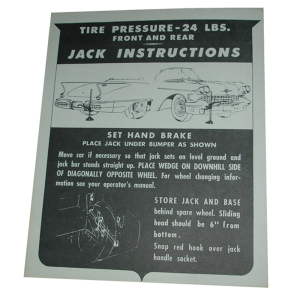 TIRE PRESSURE-24 LBS.
FRONT AND REAR
JACK INSTRUCTIONS
SET HAND BRAKE
PLACE JACK UNDER BUMPER AS SHOWN
Move car if necessary so that jack sets on level ground and
jack bar stands straight up. PLACE WEDGE ON DOWNHILL SIDE
OF DIAGONALLY OPPOSITE WHEEL. For wheel changing infor-
mation see your operator's manual.
STORE JACK AND BASE
behind spare wheel. Sliding
head should be 6" from
bottom.
Snap red hook over jack
handle socket.